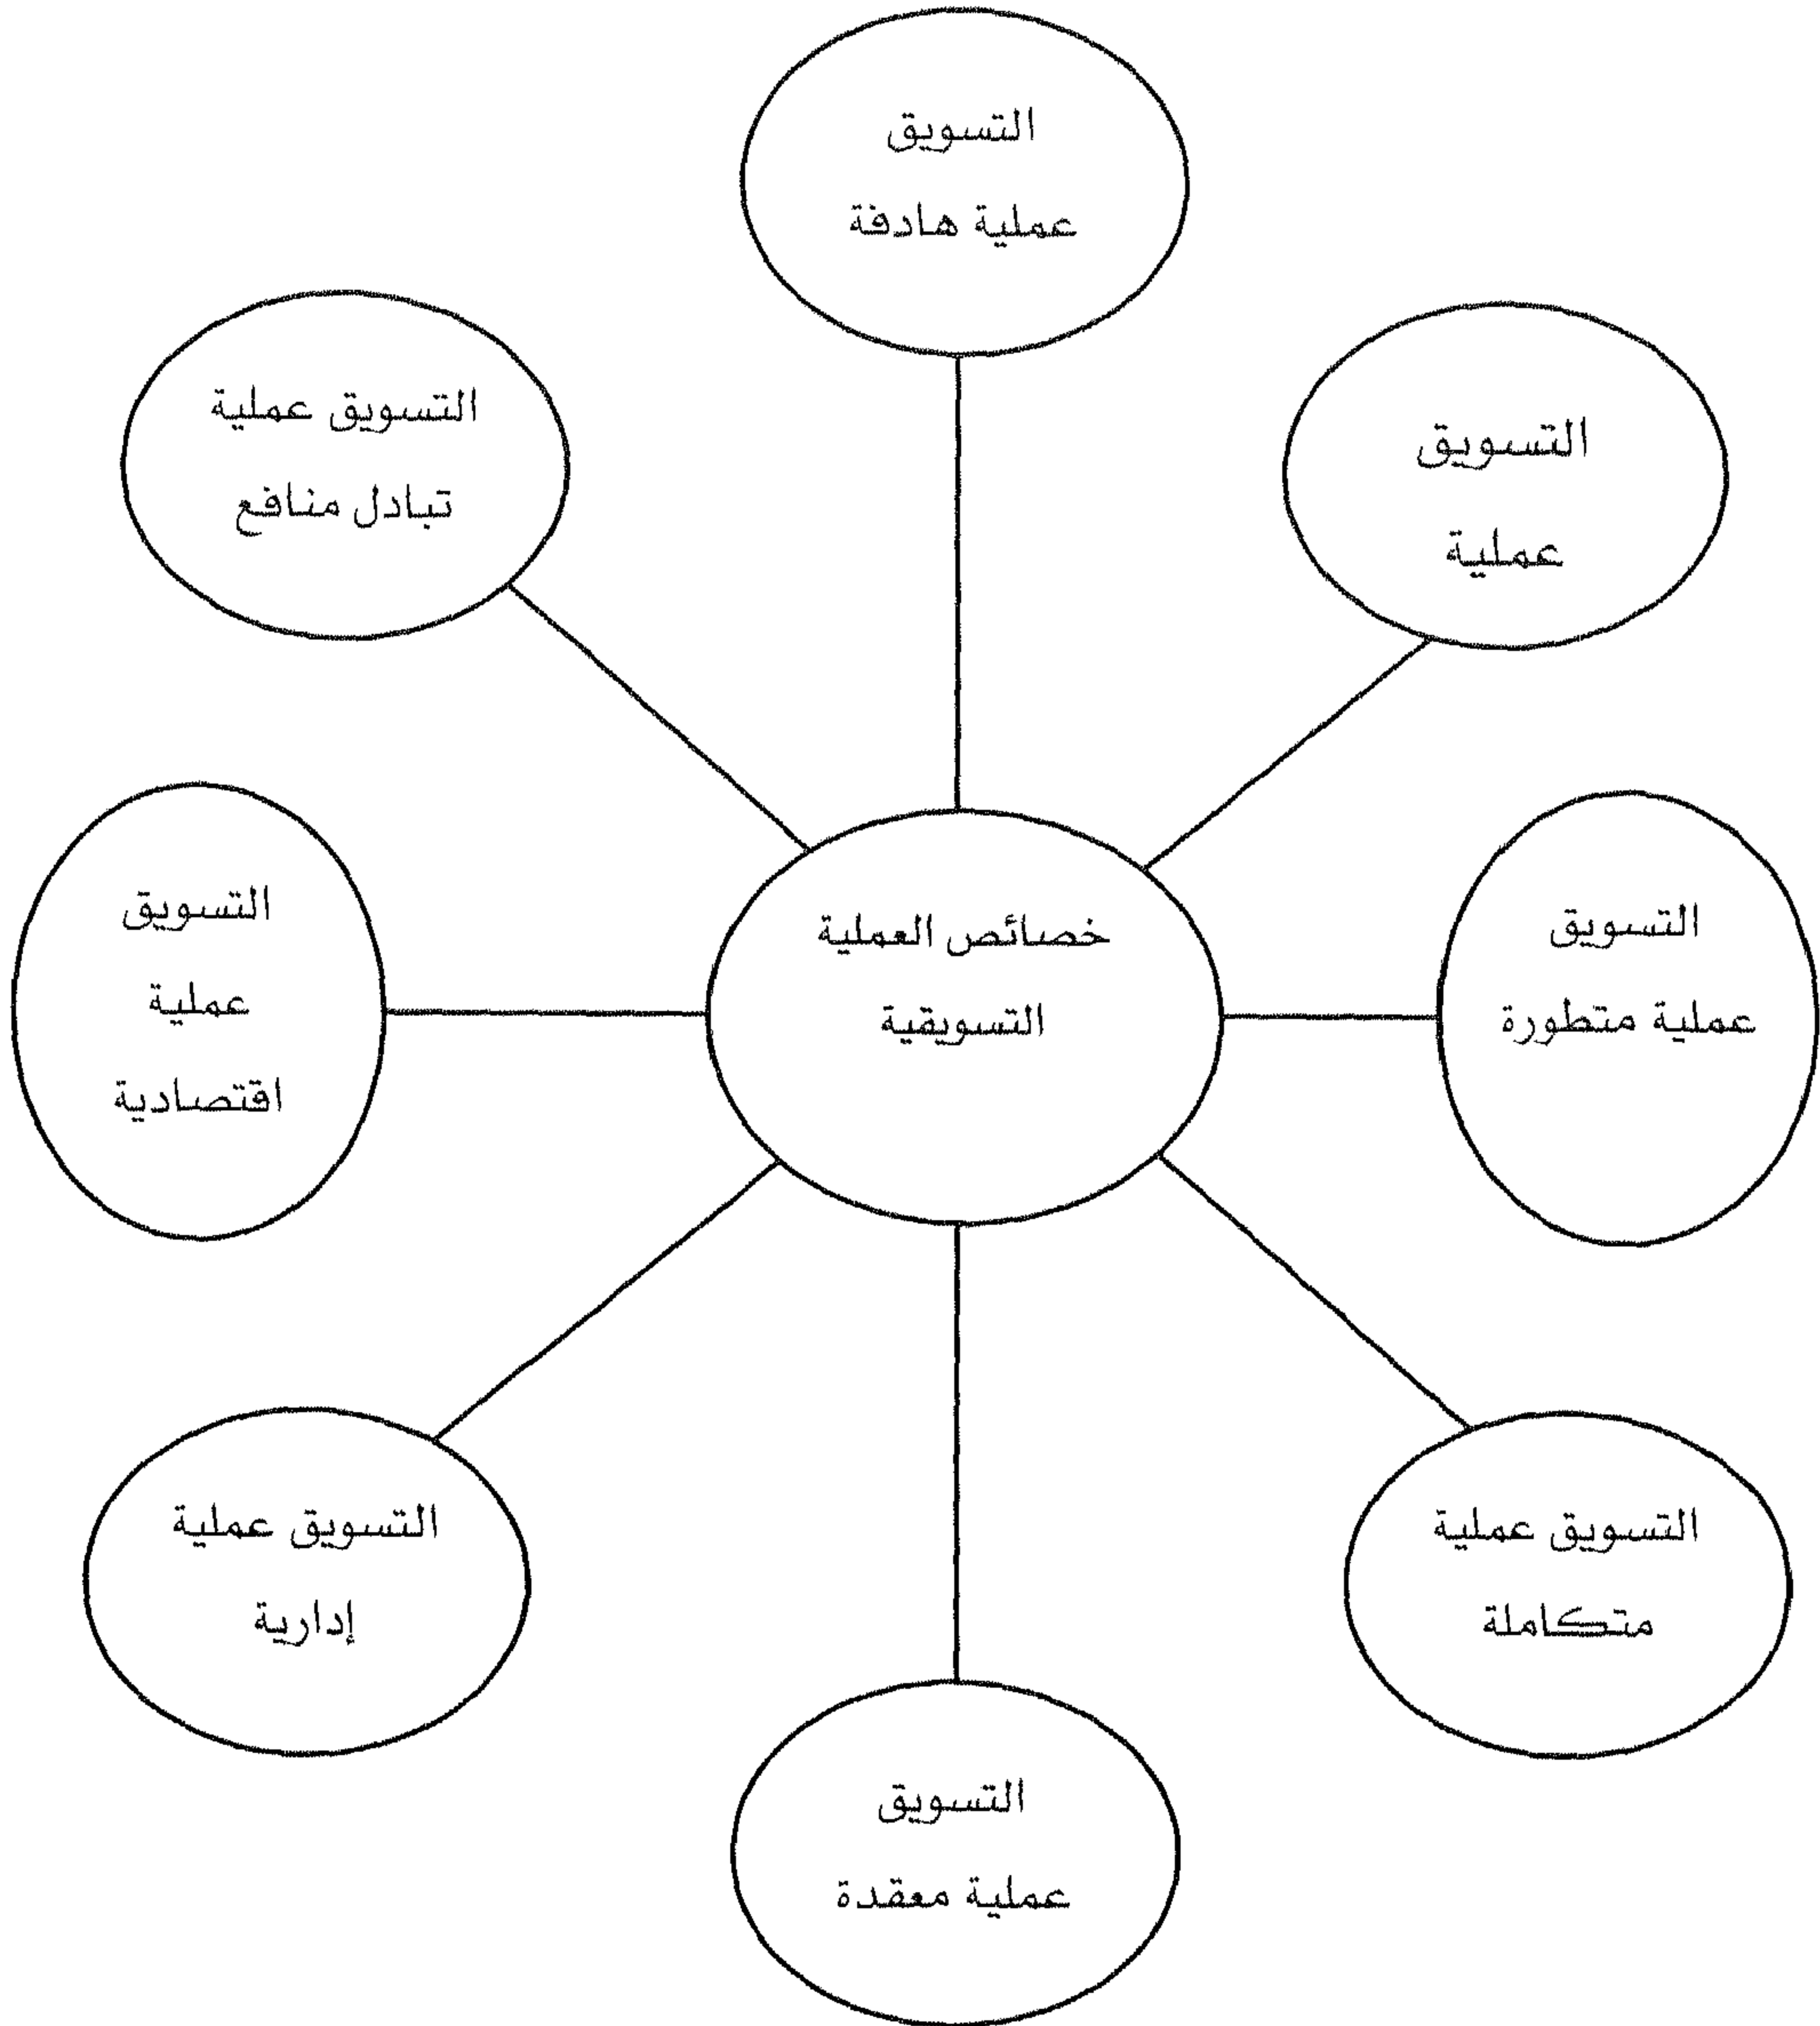 التسويق
عملية هادفة
التسويق
عملية
التسويق عملية
تبادل منافع
التسويق
عملية متطورة
خصائص العملية
التسويقية
التسويق
عملية
اقتصادية
التسويق عملية
متكاملة
التسويق عملية
إدارية
التسويق
عملية معقدة